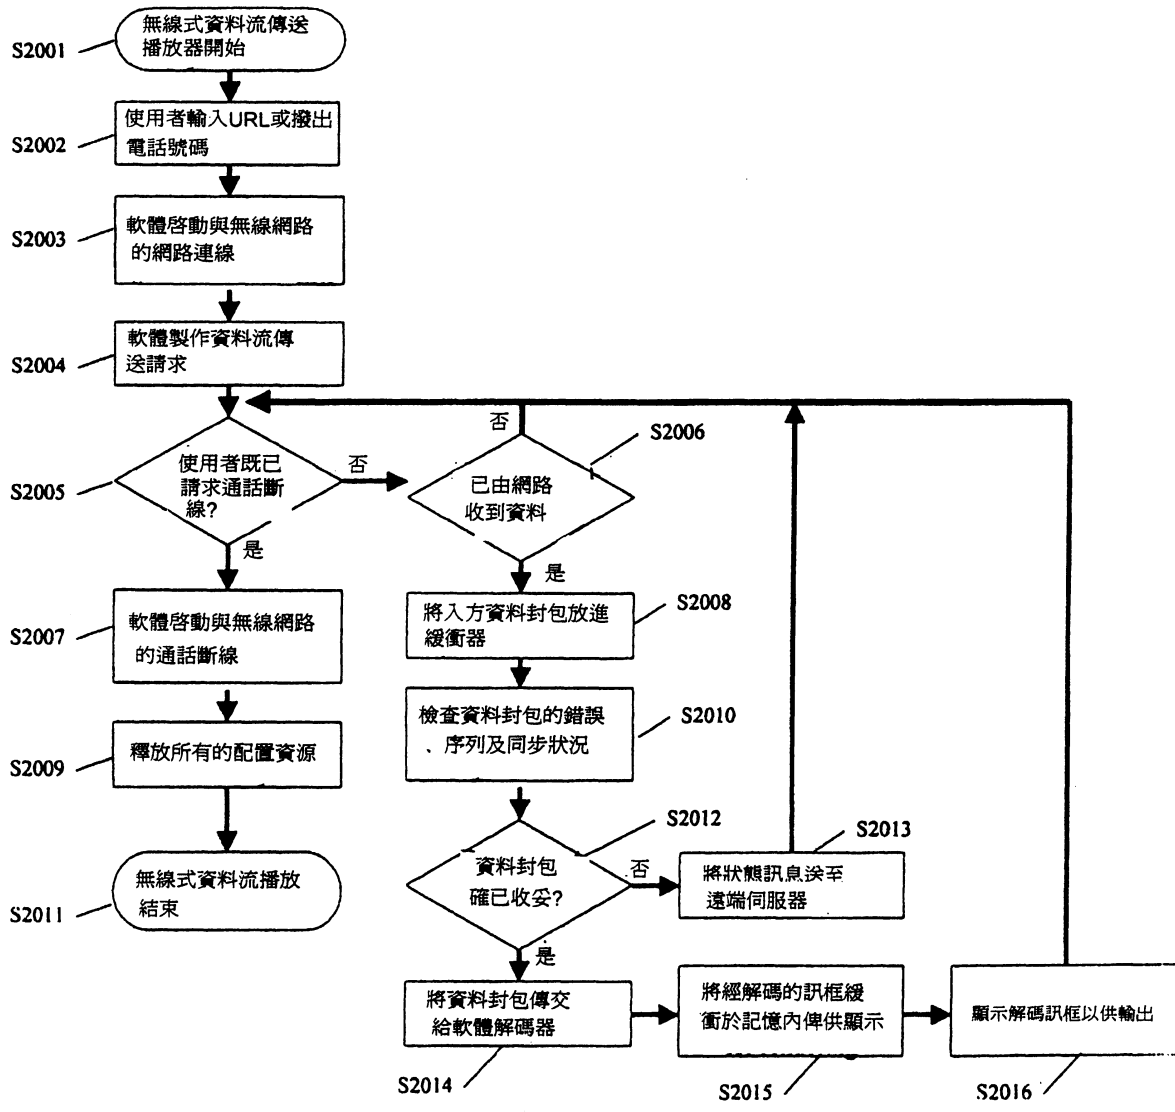 S2001
無線式資料流傳送
播放器開始
S2002
使用者輸入URL或撥出
電話號碼
S2003
軟體啓動與無線網路
的網路連線
S2004
軟體製作資料流傳
送請求
S2005
使用者既已
請求通話斷
線?
否
是
S2006
已由網路
收到資料
否
是
S2007
軟體啓動與無線網路
的通話斷線
S2008
將入方資料封包放進
緩衝器
S2009
釋放所有的配置資源
S2010
檢查資料封包的錯誤
、序列及同步狀況
S2011
無線式資料流播放
結束
S2012
資料封包
確已收妥?
否
是
S2013
將狀態訊息送至
遠端伺服器
將資料封包傳交
給軟體解碼器
S2014
將經解碼的訊框緩
衝於記憶內俾供顯示
S2015
顯示解碼訊框以供輸出
S2016